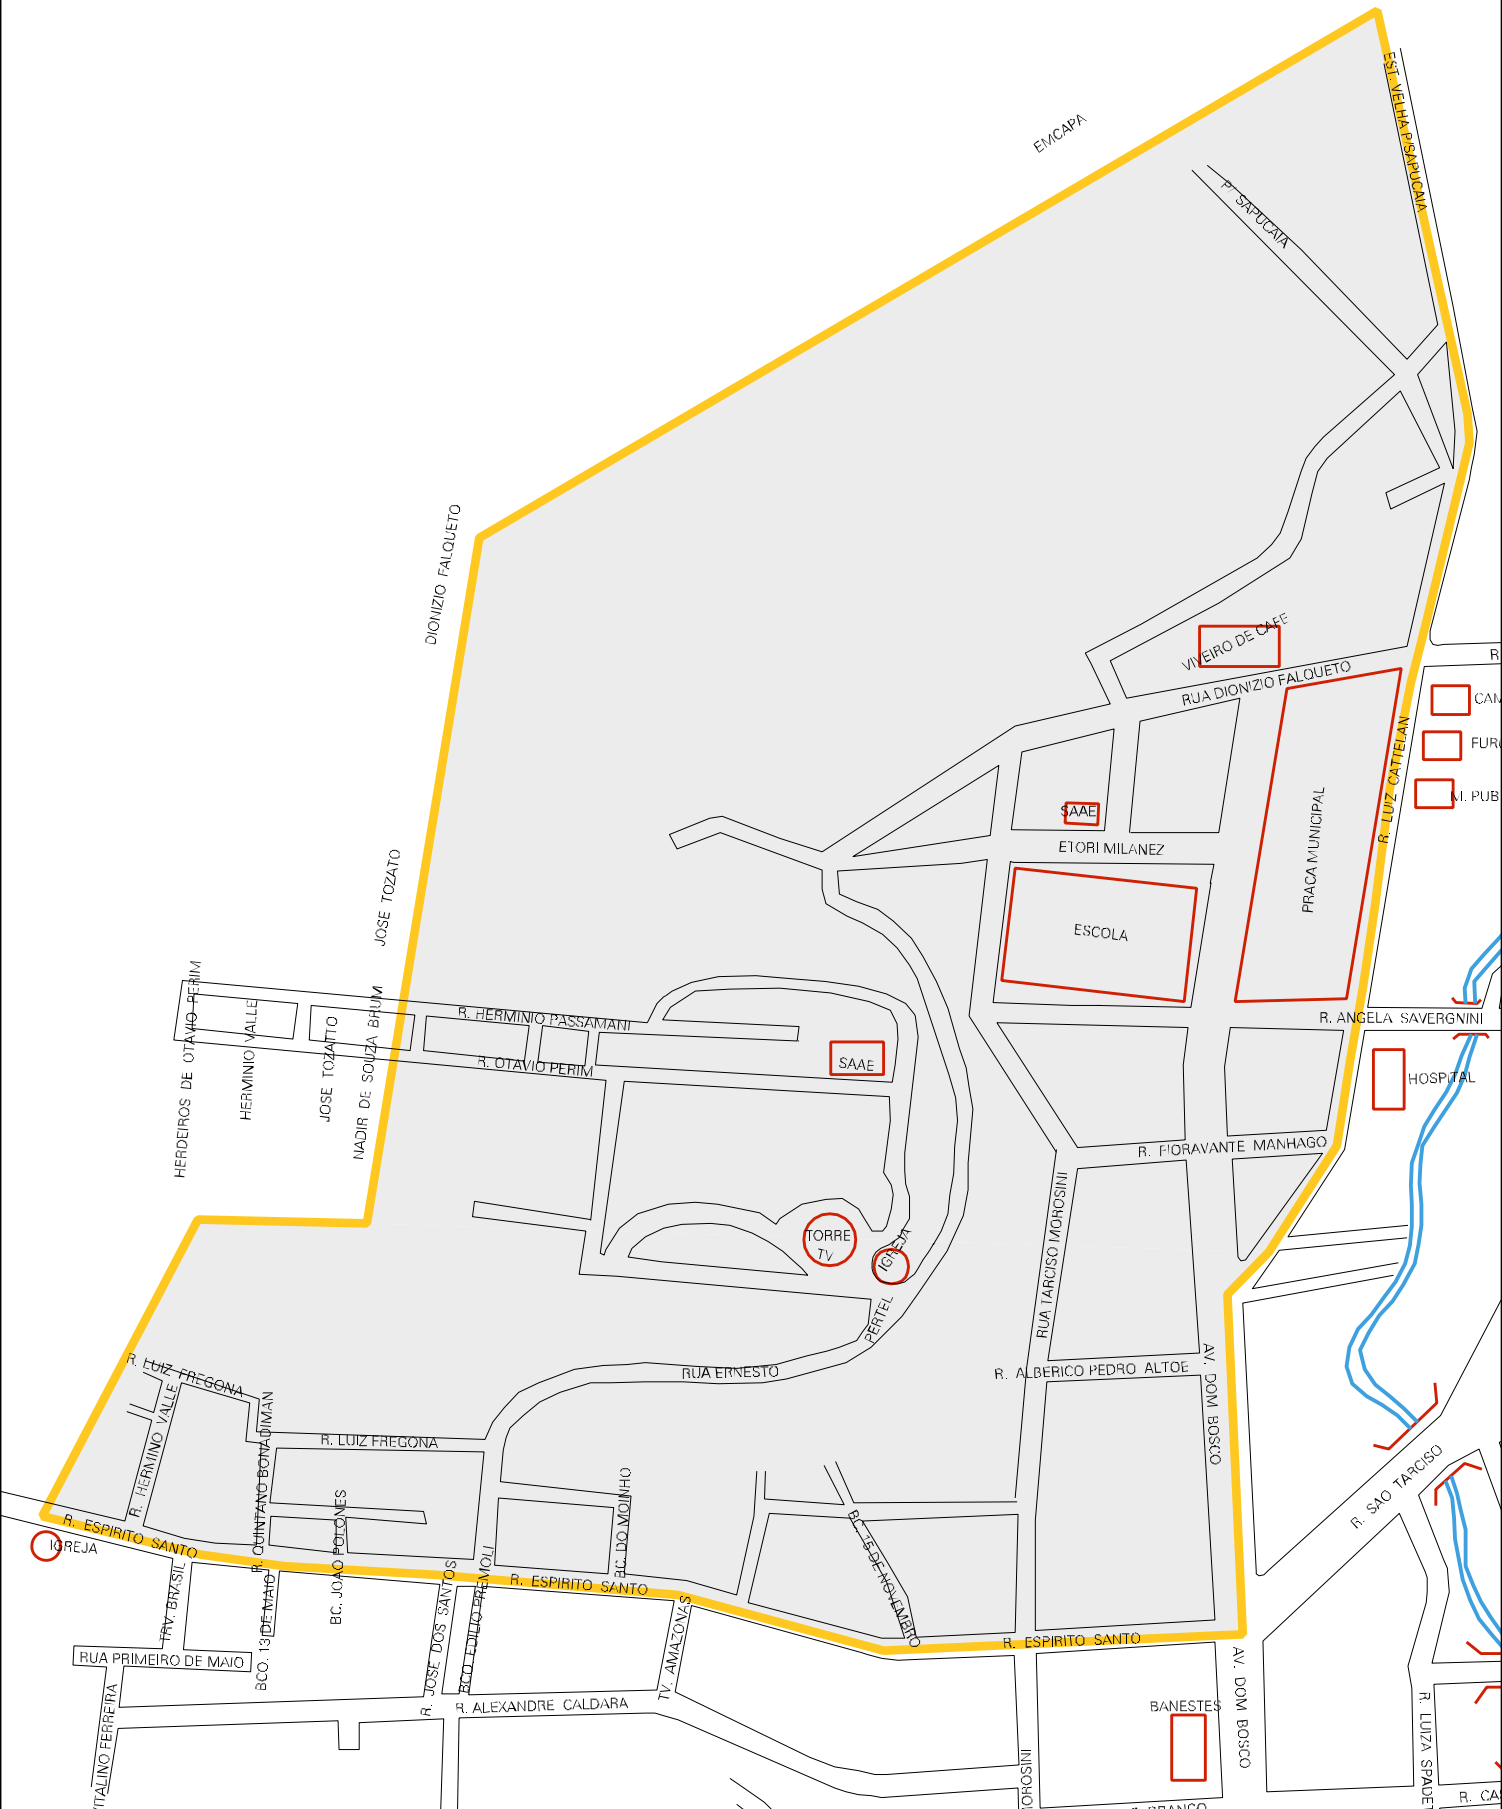 EST. VELHA P/SAPUCAIA
EMCAPA
P/ SAPUCAIA
DIONIZIO FALQUETO
VIVEIRO DE CAFE
RUA DIONIZIO FALQUETO
R
CAM
FUR
M. PUB
R. LUIZ CATTELAN
PRACA MUNICIPAL
SAAE
ETORI MILANEZ
ESCOLA
JOSE TOZATO
HERDEIROS DE OTAVIO PERIM
HERMINIO VALLE
JOSE TOZATTO
NADIR DE SOUZA BRUM
R. HERMINIO PASSAMANI
R. OTAVIO PERIM
SAAE
R. ANGELA SAVERGNINI
HOSPITAL
R. FIORAVANTE MANHAGO
RUA TARCISO MOROSINI
TORRE
TV
IGREJA
PERTEL
RUA ERNESTO
R. ALBERICO PEDRO ALTOE
AV. DOM BOSCO
R. LUIZ FREGONA
R. HERMINO VALLE
R. QUINTANO BONADIMAN
R. LUIZ FREGONA
BC. JOAO POLONES
BC. DO MOINHO
BC. 15 DE NOVEMBRO
R. SAO TARCISO
R. ESPIRITO SANTO
IGREJA
R. ESPIRITO SANTO
R. ESPIRITO SANTO
TRV. BRASIL
BCO. 13 DE MAIO
R. JOSE DOS SANTOS
BCO. EDILIO PREMOLI
TV. AMAZONAS
RUA PRIMEIRO DE MAIO
R. ALEXANDRE CALDARA
ITALINO FERREIRA
OROSINI
BANESTES
AV. DOM BOSCO
R. LUIZA SPADET
R. CA
BRANCO